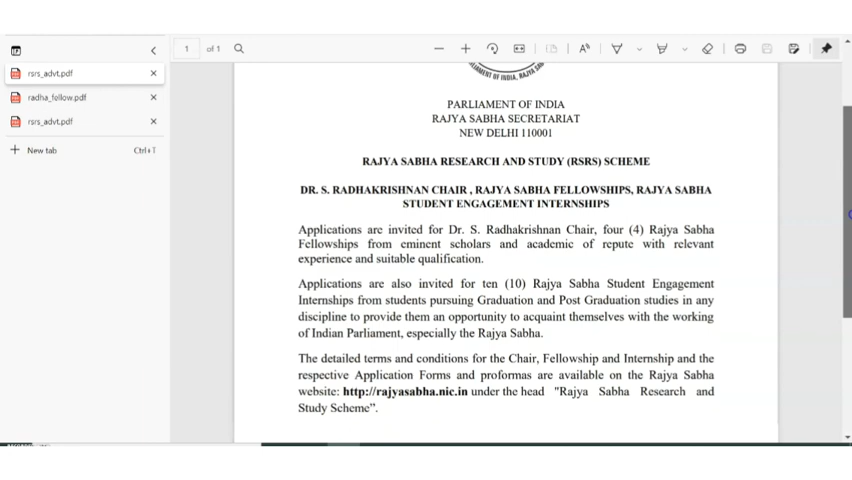 rsrs_advt.pdf
radha_fellow.pdf
rsrs_advt.pdf
New tab Ctrl+T
1 of 1
PARLIAMENT OF INDIA, RAJYA SA
PARLIAMENT OF INDIA
RAJYA SABHA SECRETARIAT
NEW DELHI 110001
RAJYA SABHA RESEARCH AND STUDY (RSRS) SCHEME
DR. S. RADHAKRISHNAN CHAIR , RAJYA SABHA FELLOWSHIPS, RAJYA SABHA
STUDENT ENGAGEMENT INTERNSHIPS
Applications are invited for Dr. S. Radhakrishnan Chair, four (4) Rajya Sabha
Fellowships from eminent scholars and academic of repute with relevant
experience and suitable qualification.
Applications are also invited for ten (10) Rajya Sabha Student Engagement
Internships from students pursuing Graduation and Post Graduation studies in any
discipline to provide them an opportunity to acquaint themselves with the working
of Indian Parliament, especially the Rajya Sabha.
The detailed terms and conditions for the Chair, Fellowship and Internship and the
respective Application Forms and proformas are available on the Rajya Sabha
website: http://rajyasabha.nic.in under the head "Rajya Sabha Research and
Study Scheme".